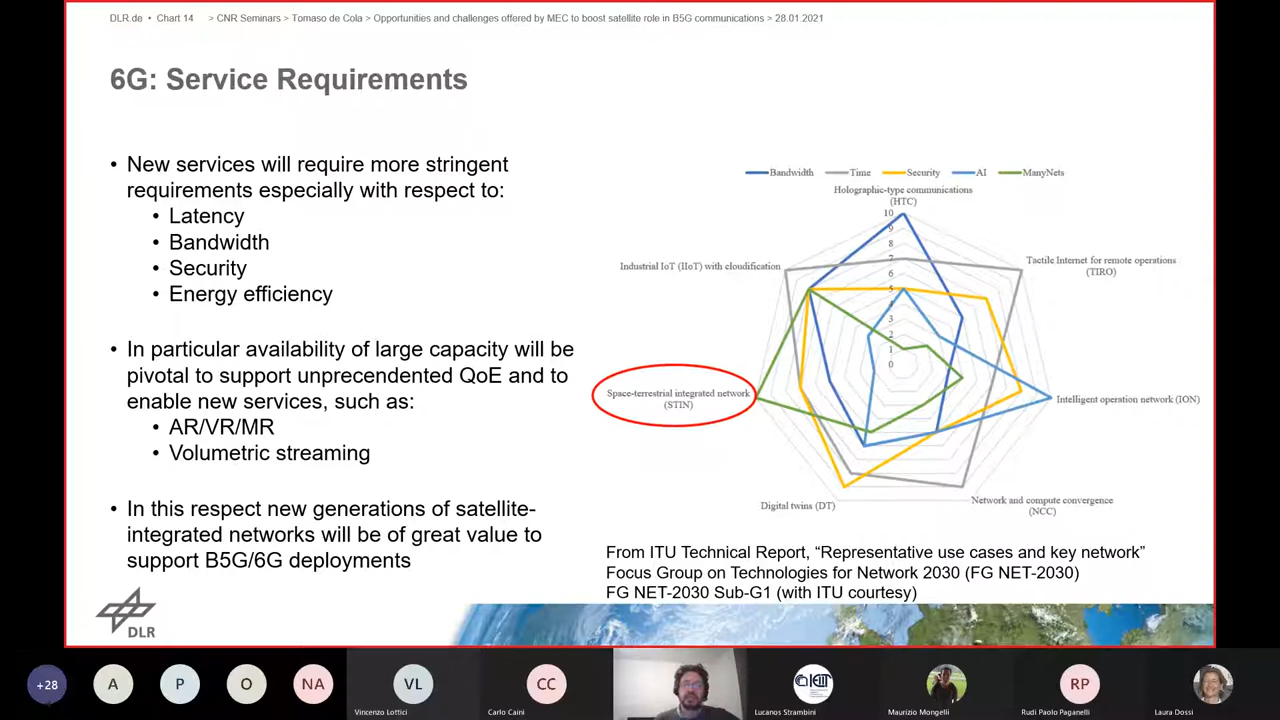 DLR.de • Chart 14 > CNR Seminars > Tomaso de Cola > Opportunities and challenges offered by MEC to boost satellite role in B5G communications > 28.01.2021
6G: Service Requirements
• New services will require more stringent
requirements especially with respect to:
• Latency
• Bandwidth
• Security
• Energy efficiency
• In particular availability of large capacity will be
pivotal to support unprecendented QoE and to
enable new services, such as:
• AR/VR/MR
• Volumetric streaming
• In this respect new generations of satellite-
integrated networks will be of great value to
support B5G/6G deployments
Bandwidth Time Security AI ManyNets
Holographic-type communications
(HTC)
10
9
8
7
6
5
4
3
2
1
0
Tactile Internet for remote operations
(TIRO)
Intelligent operation network (ION)
Network and compute convergence
(NCC)
Digital twins (DT)
Space-terrestrial integrated network
(STIN)
Industrial IoT (IIoT) with cloudification
From ITU Technical Report, “Representative use cases and key network”
Focus Group on Technologies for Network 2030 (FG NET-2030)
FG NET-2030 Sub-G1 (with ITU courtesy)
DLR
+28 A P O NA VL CC IEIIT RP
Vincenzo Lottici Carlo Caini Lucanos Strambini Maurizio Mongelli Rudi Paolo Paganelli Laura Dossi